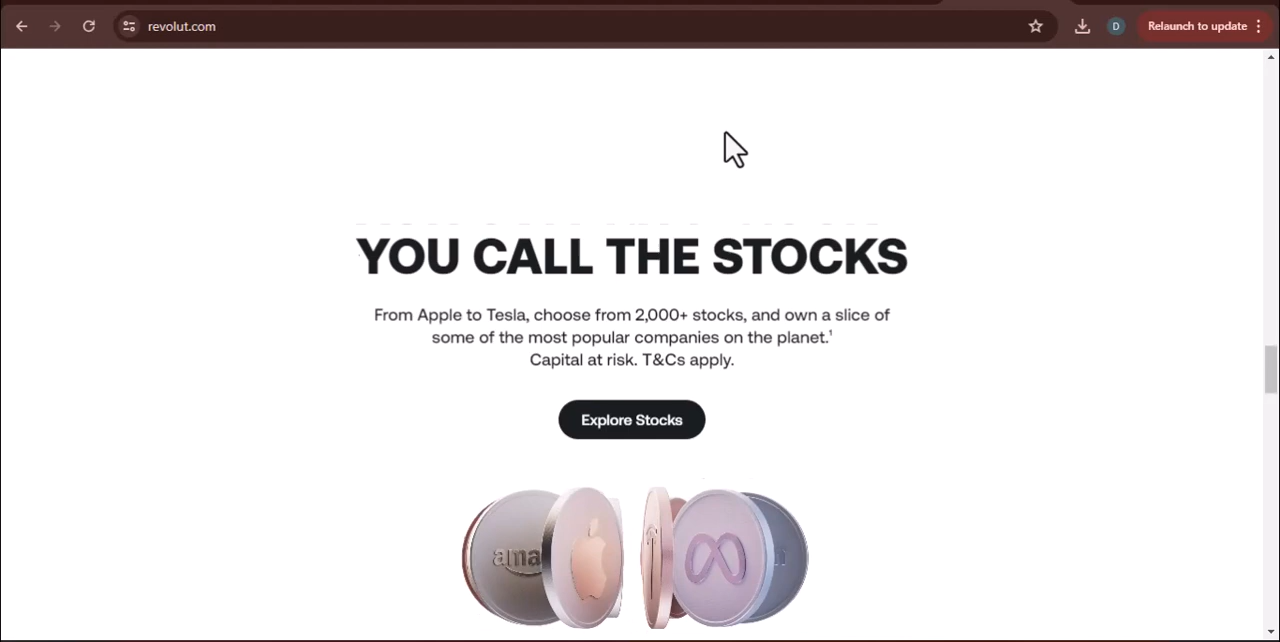 revolut.com
D
Relaunch to update
YOU CALL THE STOCKS
From Apple to Tesla, choose from 2,000+ stocks, and own a slice of
some of the most popular companies on the planet.¹
Capital at risk. T&Cs apply.
Explore Stocks
ama